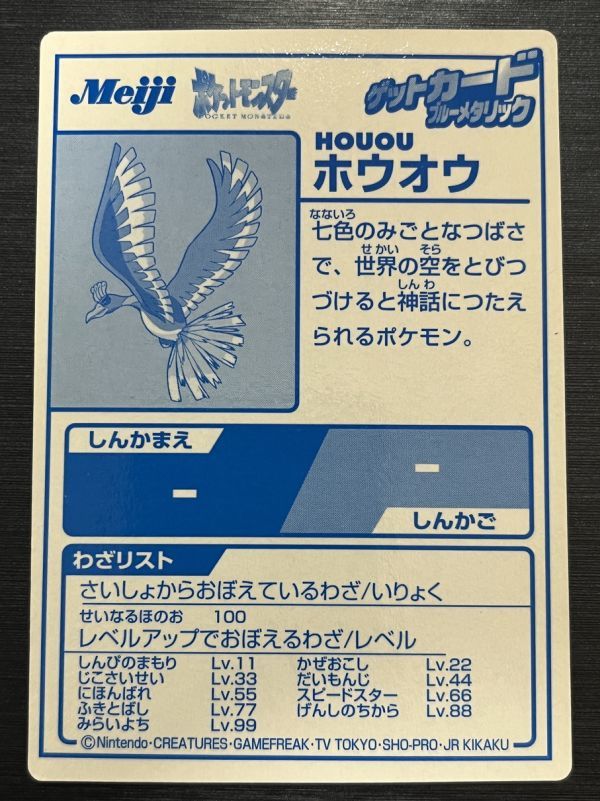 Meiji
ポケットモンスター
POCKET MONSTERS
ゲットカード
ブルーメタリック
HOUOU
ホウオウ
なないろ
七色のみごとなつばさ
せかい そら
で、世界の空をとびつ
しんわ
づけると神話につたえ
られるポケモン。
しんかまえ
-
-
しんかご
わざリスト
さいしょからおぼえているわざ/いりょく
せいなるほのお 100
レベルアップでおぼえるわざ/レベル
しんぴのまもり Lv.11 かぜおこし Lv.22
じこさいせい Lv.33 だいもんじ Lv.44
にほんばれ Lv.55 スピードスター Lv.66
ふきとばし Lv.77 げんしのちから Lv.88
みらいよち Lv.99
©Nintendo・CREATURES・GAMEFREAK・TV TOKYO・SHO-PRO・JR KIKAKU